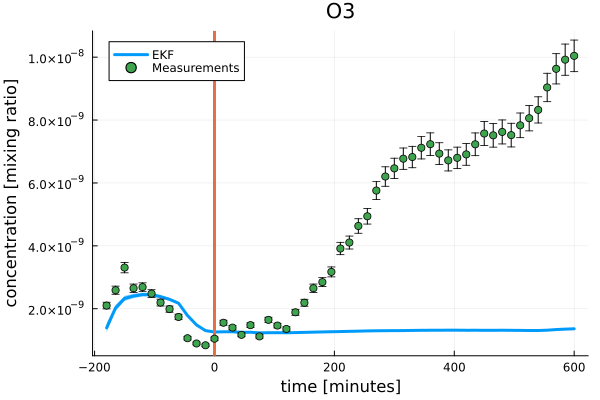 O3
EKF
Measurements
concentration [mixing ratio]
1.0×10⁻⁸
8.0×10⁻⁹
6.0×10⁻⁹
4.0×10⁻⁹
2.0×10⁻⁹
−200 0 200 400 600
time [minutes]